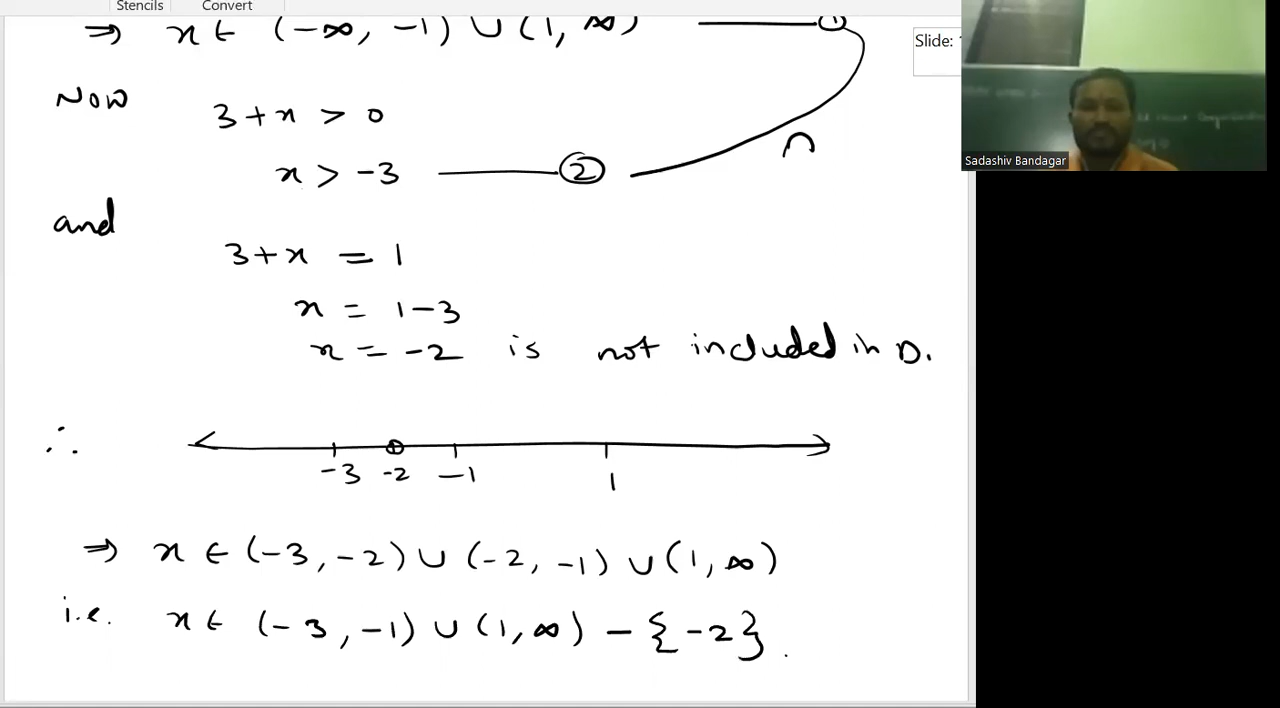 Stencils Convert
⇒ x ∈ (-∞, -1) ∪ (1, ∞) ——— ①
Slide:
Now 3+x > 0
x > -3 ——— ② ∩
Sadashiv Bandagar
and
3+x = 1
x = 1-3
x = -2 is not included in D.
∴
-3 -2 -1 1
⇒ x ∈ (-3, -2) ∪ (-2, -1) ∪ (1, ∞)
i.e. x ∈ (-3, -1) ∪ (1, ∞) - {-2}.